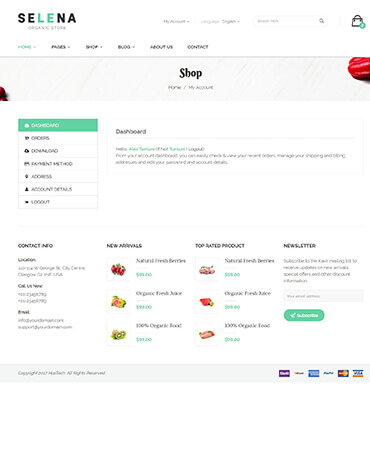 SELENA
ORGANIC STORE
My Account
Language: English
Search here
0
HOME PAGES SHOP BLOG ABOUT US CONTACT
Shop
Home / My Account
DASHBOARD
ORDERS
DOWNLOAD
PAYMENT METHOD
ADDRESS
ACCOUNT DETAILS
LOGOUT
Dashboard
Hello, Alex Tuntuni (If Not Tuntuni ! Logout)
From your account dashboard. you can easily check & view your recent orders, manage your shipping and billing
addresses and edit your password and account details.
CONTACT INFO
Location:
Call Us Now:
Email:
info@yourdomain.com
support@yourdomain.com
NEW ARRIVALS
Natural Fresh Berries
$99.00
Organic Fresh Juice
$99.00
100% Organic Food
$99.00
TOP RATED PRODUCT
Natural Fresh Berries
$99.00
Organic Fresh Juice
$99.00
100% Organic Food
$99.00
NEWSLETTER
Subscribe to the mailing list to
receive updates on new arrivals,
special offers and other discount
information.
Your email address
Subscribe
Copyright 2017 HasTech. All Rights Reserved
Skrill
PayPal
VISA